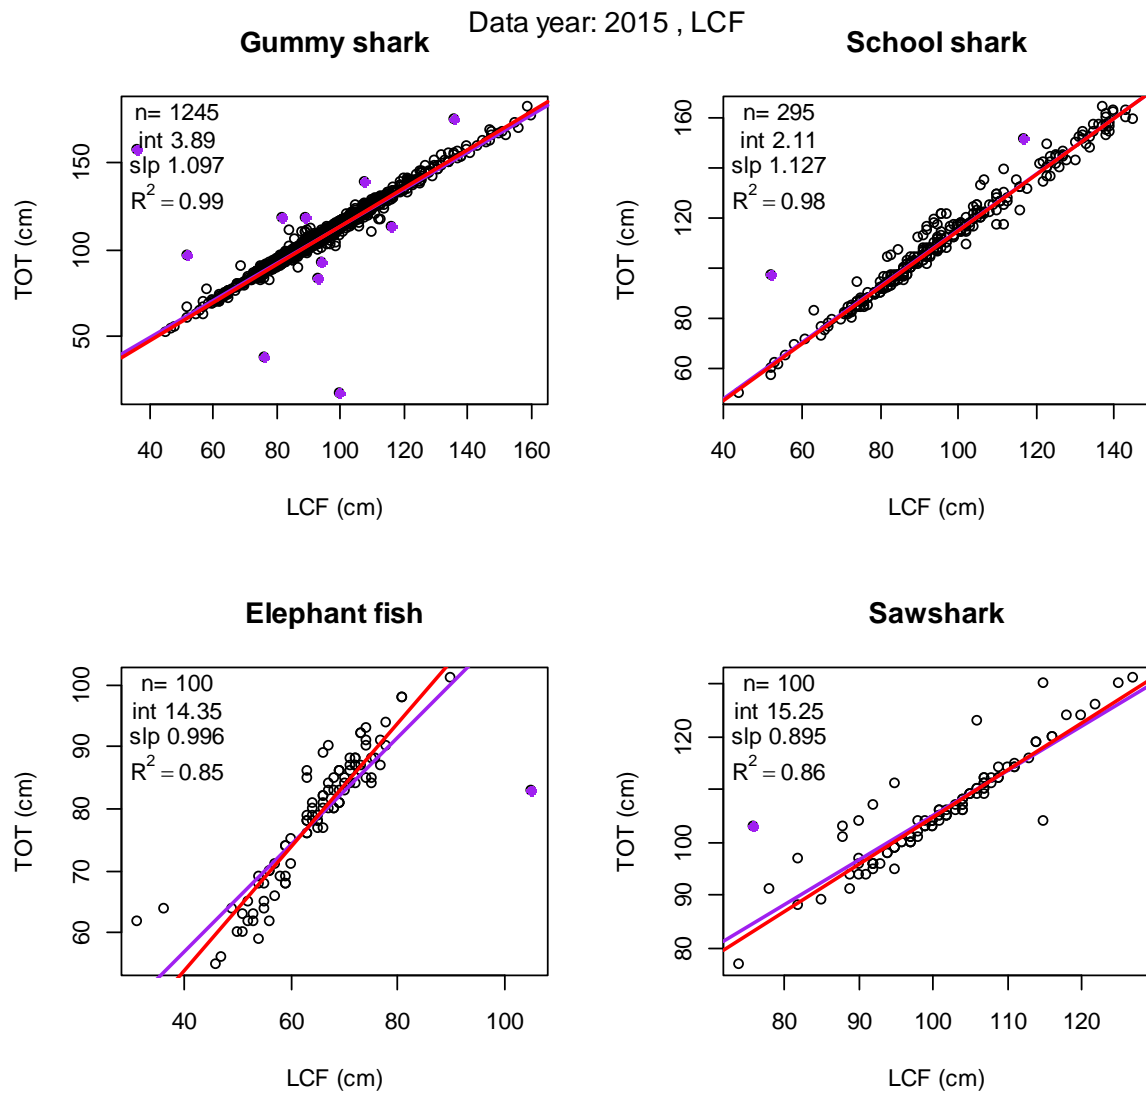 Data year: 2015 , LCF
Gummy shark
n= 1245
int 3.89
slp 1.097
R² = 0.99
TOT (cm)
50
100
150
40
60
80
100
120
140
160
LCF (cm)
School shark
n= 295
int 2.11
slp 1.127
R² = 0.98
TOT (cm)
60
80
120
160
40
60
80
100
120
140
LCF (cm)
Elephant fish
n= 100
int 14.35
slp 0.996
R² = 0.85
TOT (cm)
60
70
80
90
100
40
60
80
100
LCF (cm)
Sawshark
n= 100
int 15.25
slp 0.895
R² = 0.86
TOT (cm)
80
90
100
120
80
90
100
110
120
LCF (cm)